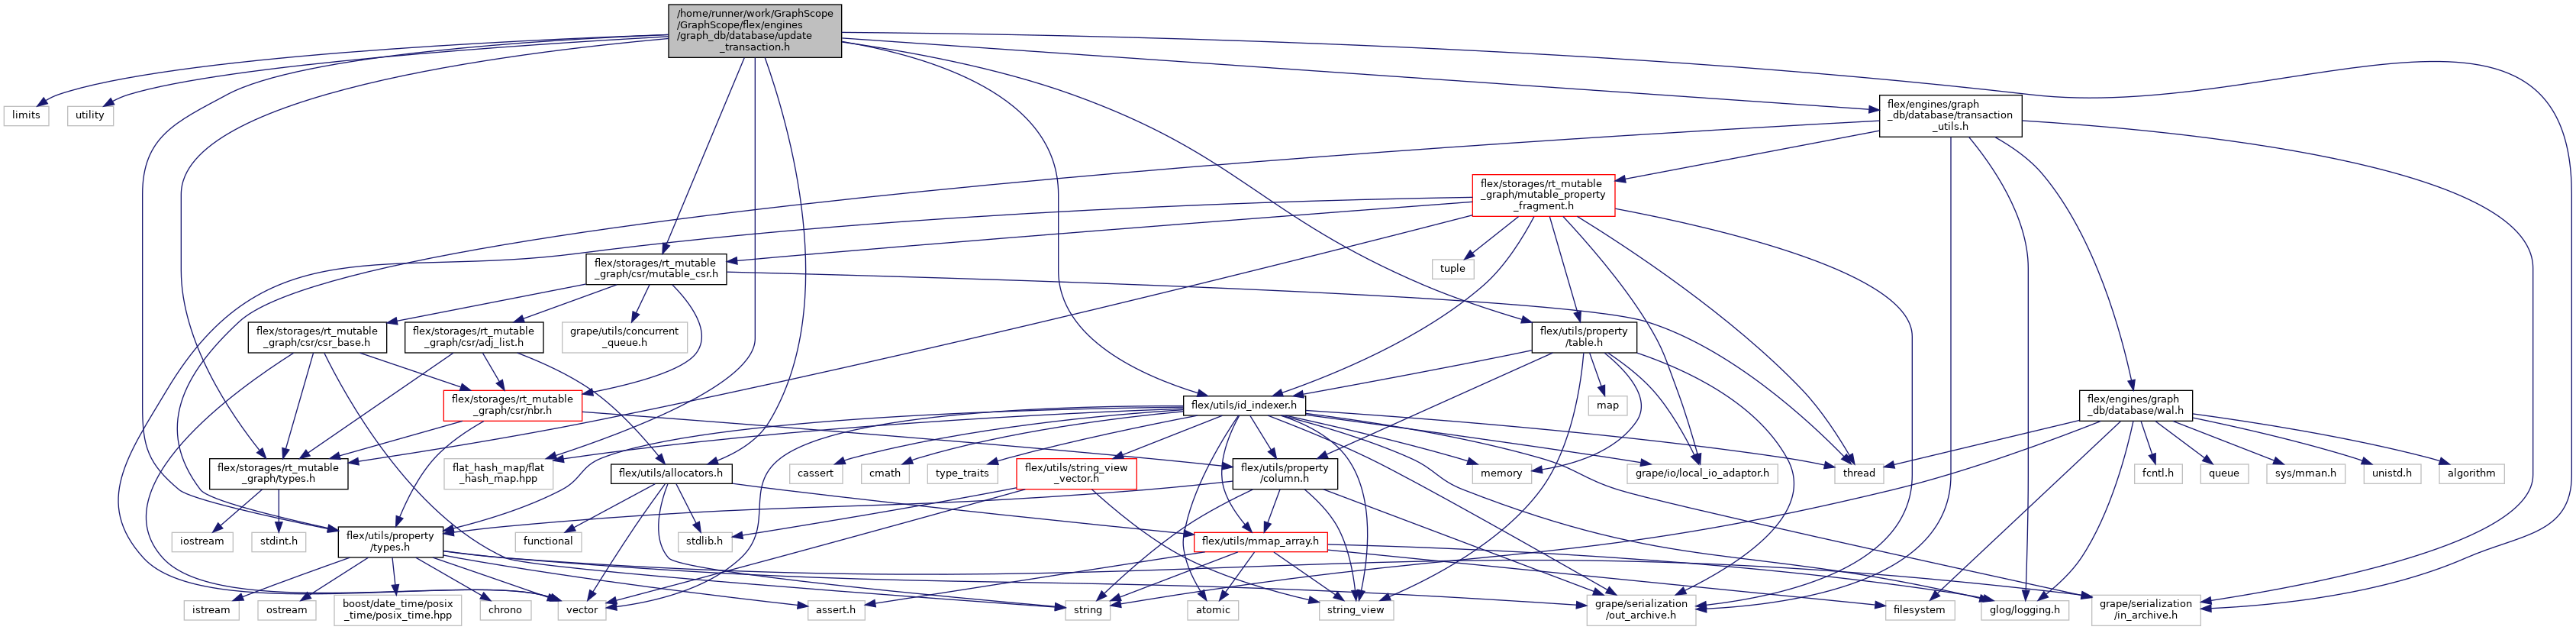 /home/runner/work/GraphScope
/GraphScope/flex/engines
/graph_db/database/update
_transaction.h
limits
utility
flex/engines/graph
_db/database/transaction
_utils.h
flex/storages/rt_mutable
_graph/mutable_property
_fragment.h
flex/storages/rt_mutable
_graph/csr/mutable_csr.h
tuple
flex/storages/rt_mutable
_graph/csr/csr_base.h
flex/storages/rt_mutable
_graph/csr/adj_list.h
grape/utils/concurrent
_queue.h
flex/utils/property
/table.h
flex/storages/rt_mutable
_graph/csr/nbr.h
flex/utils/id_indexer.h
map
flex/engines/graph
_db/database/wal.h
flex/storages/rt_mutable
_graph/types.h
flat_hash_map/flat
_hash_map.hpp
flex/utils/allocators.h
cassert
cmath
type_traits
flex/utils/string_view
_vector.h
flex/utils/property
/column.h
memory
grape/io/local_io_adaptor.h
thread
fcntl.h
queue
sys/mman.h
unistd.h
algorithm
iostream
stdint.h
flex/utils/property
/types.h
functional
stdlib.h
flex/utils/mmap_array.h
istream
ostream
boost/date_time/posix
_time/posix_time.hpp
chrono
vector
assert.h
string
atomic
string_view
grape/serialization
/out_archive.h
filesystem
glog/logging.h
grape/serialization
/in_archive.h